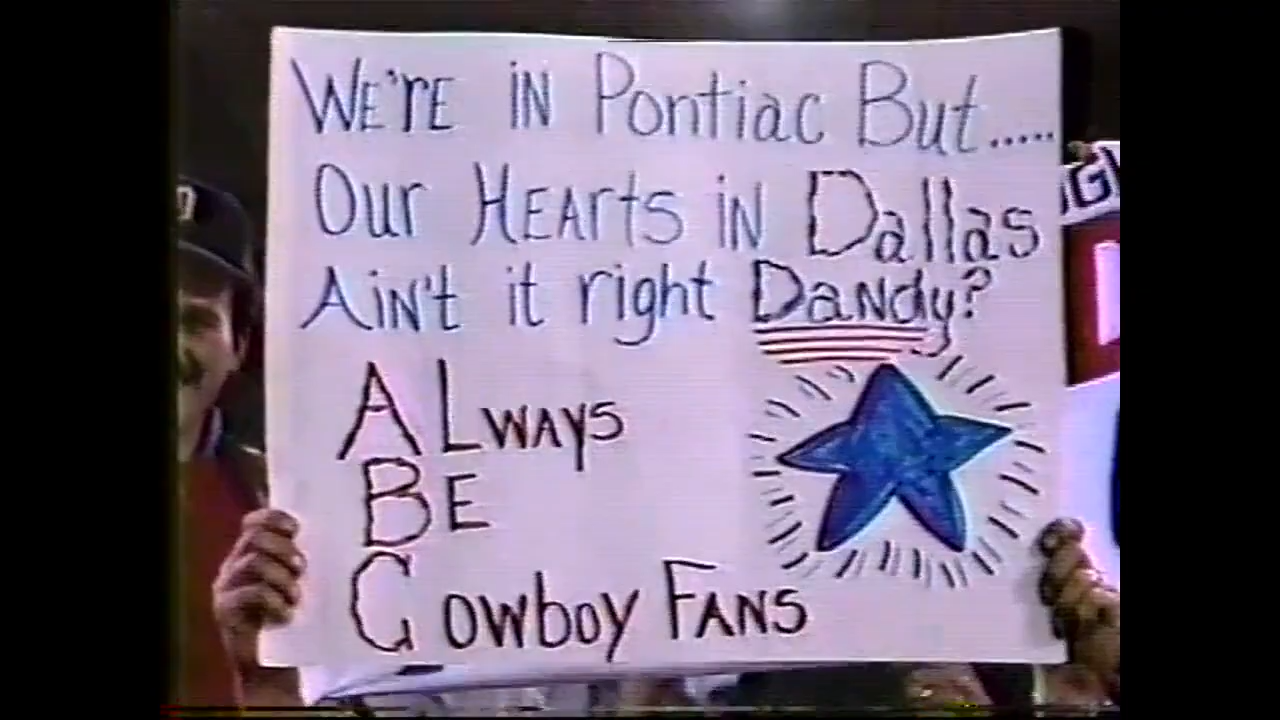 WE'RE IN Pontiac But.....
Our HEArts IN Dallas
Ain't it right DaNdy?
ALwAys
BE
Cowboy FANS